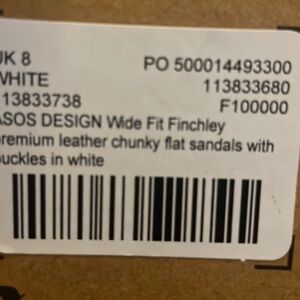 UK 8 PO 500014493300
WHITE 113833680
113833738 F100000
ASOS DESIGN Wide Fit Finchley
premium leather chunky flat sandals with
buckles in white